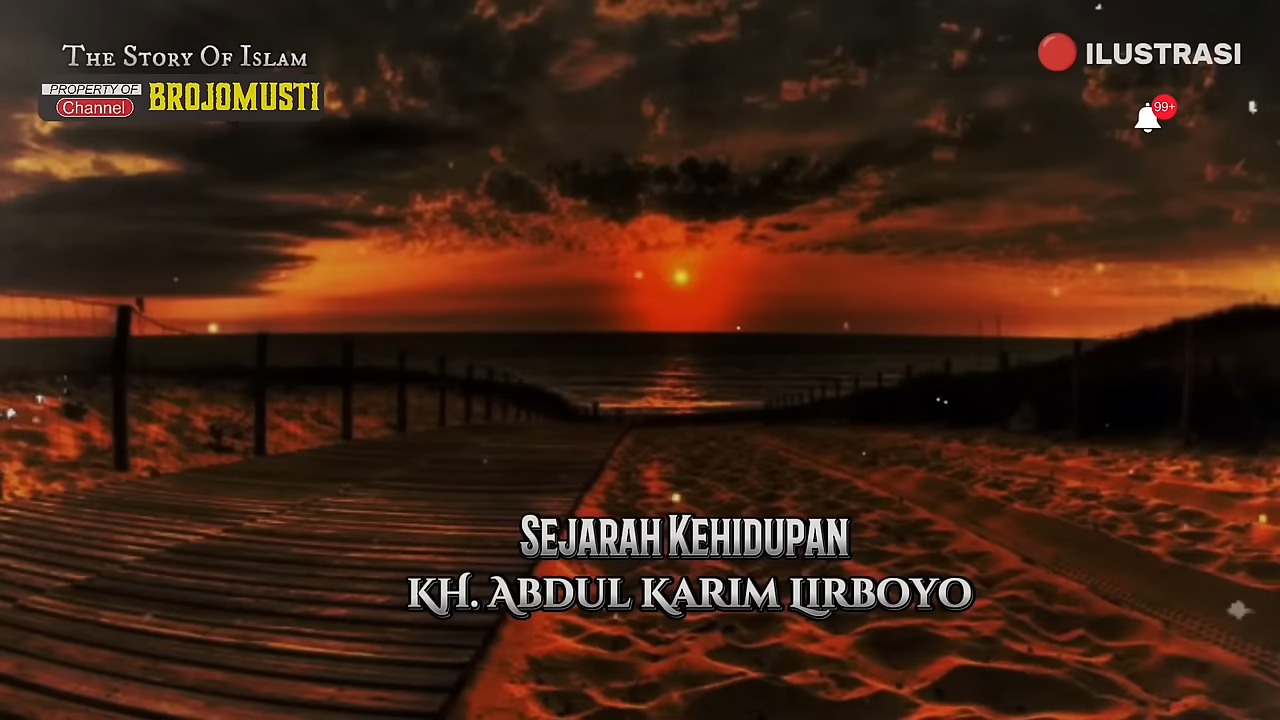 The Story Of Islam
PROPERTY OF
Channel
BROJOMUSTI
ILUSTRASI
99+
Sejarah Kehidupan
KH. Abdul Karim Lirboyo